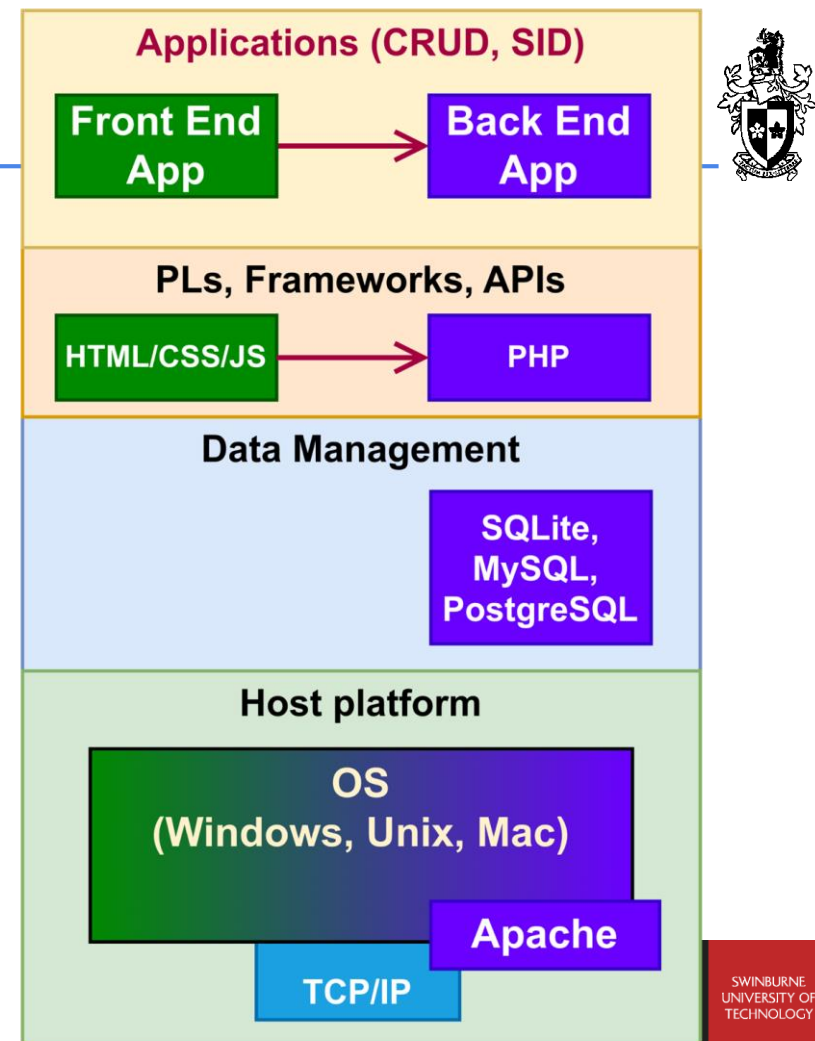 Applications (CRUD, SID)
Front End
App
Back End
App
PLs, Frameworks, APIs
HTML/CSS/JS
PHP
Data Management
SQLite,
MySQL,
PostgreSQL
Host platform
OS
(Windows, Unix, Mac)
Apache
TCP/IP
SWINBURNE
UNIVERSITY OF
TECHNOLOGY